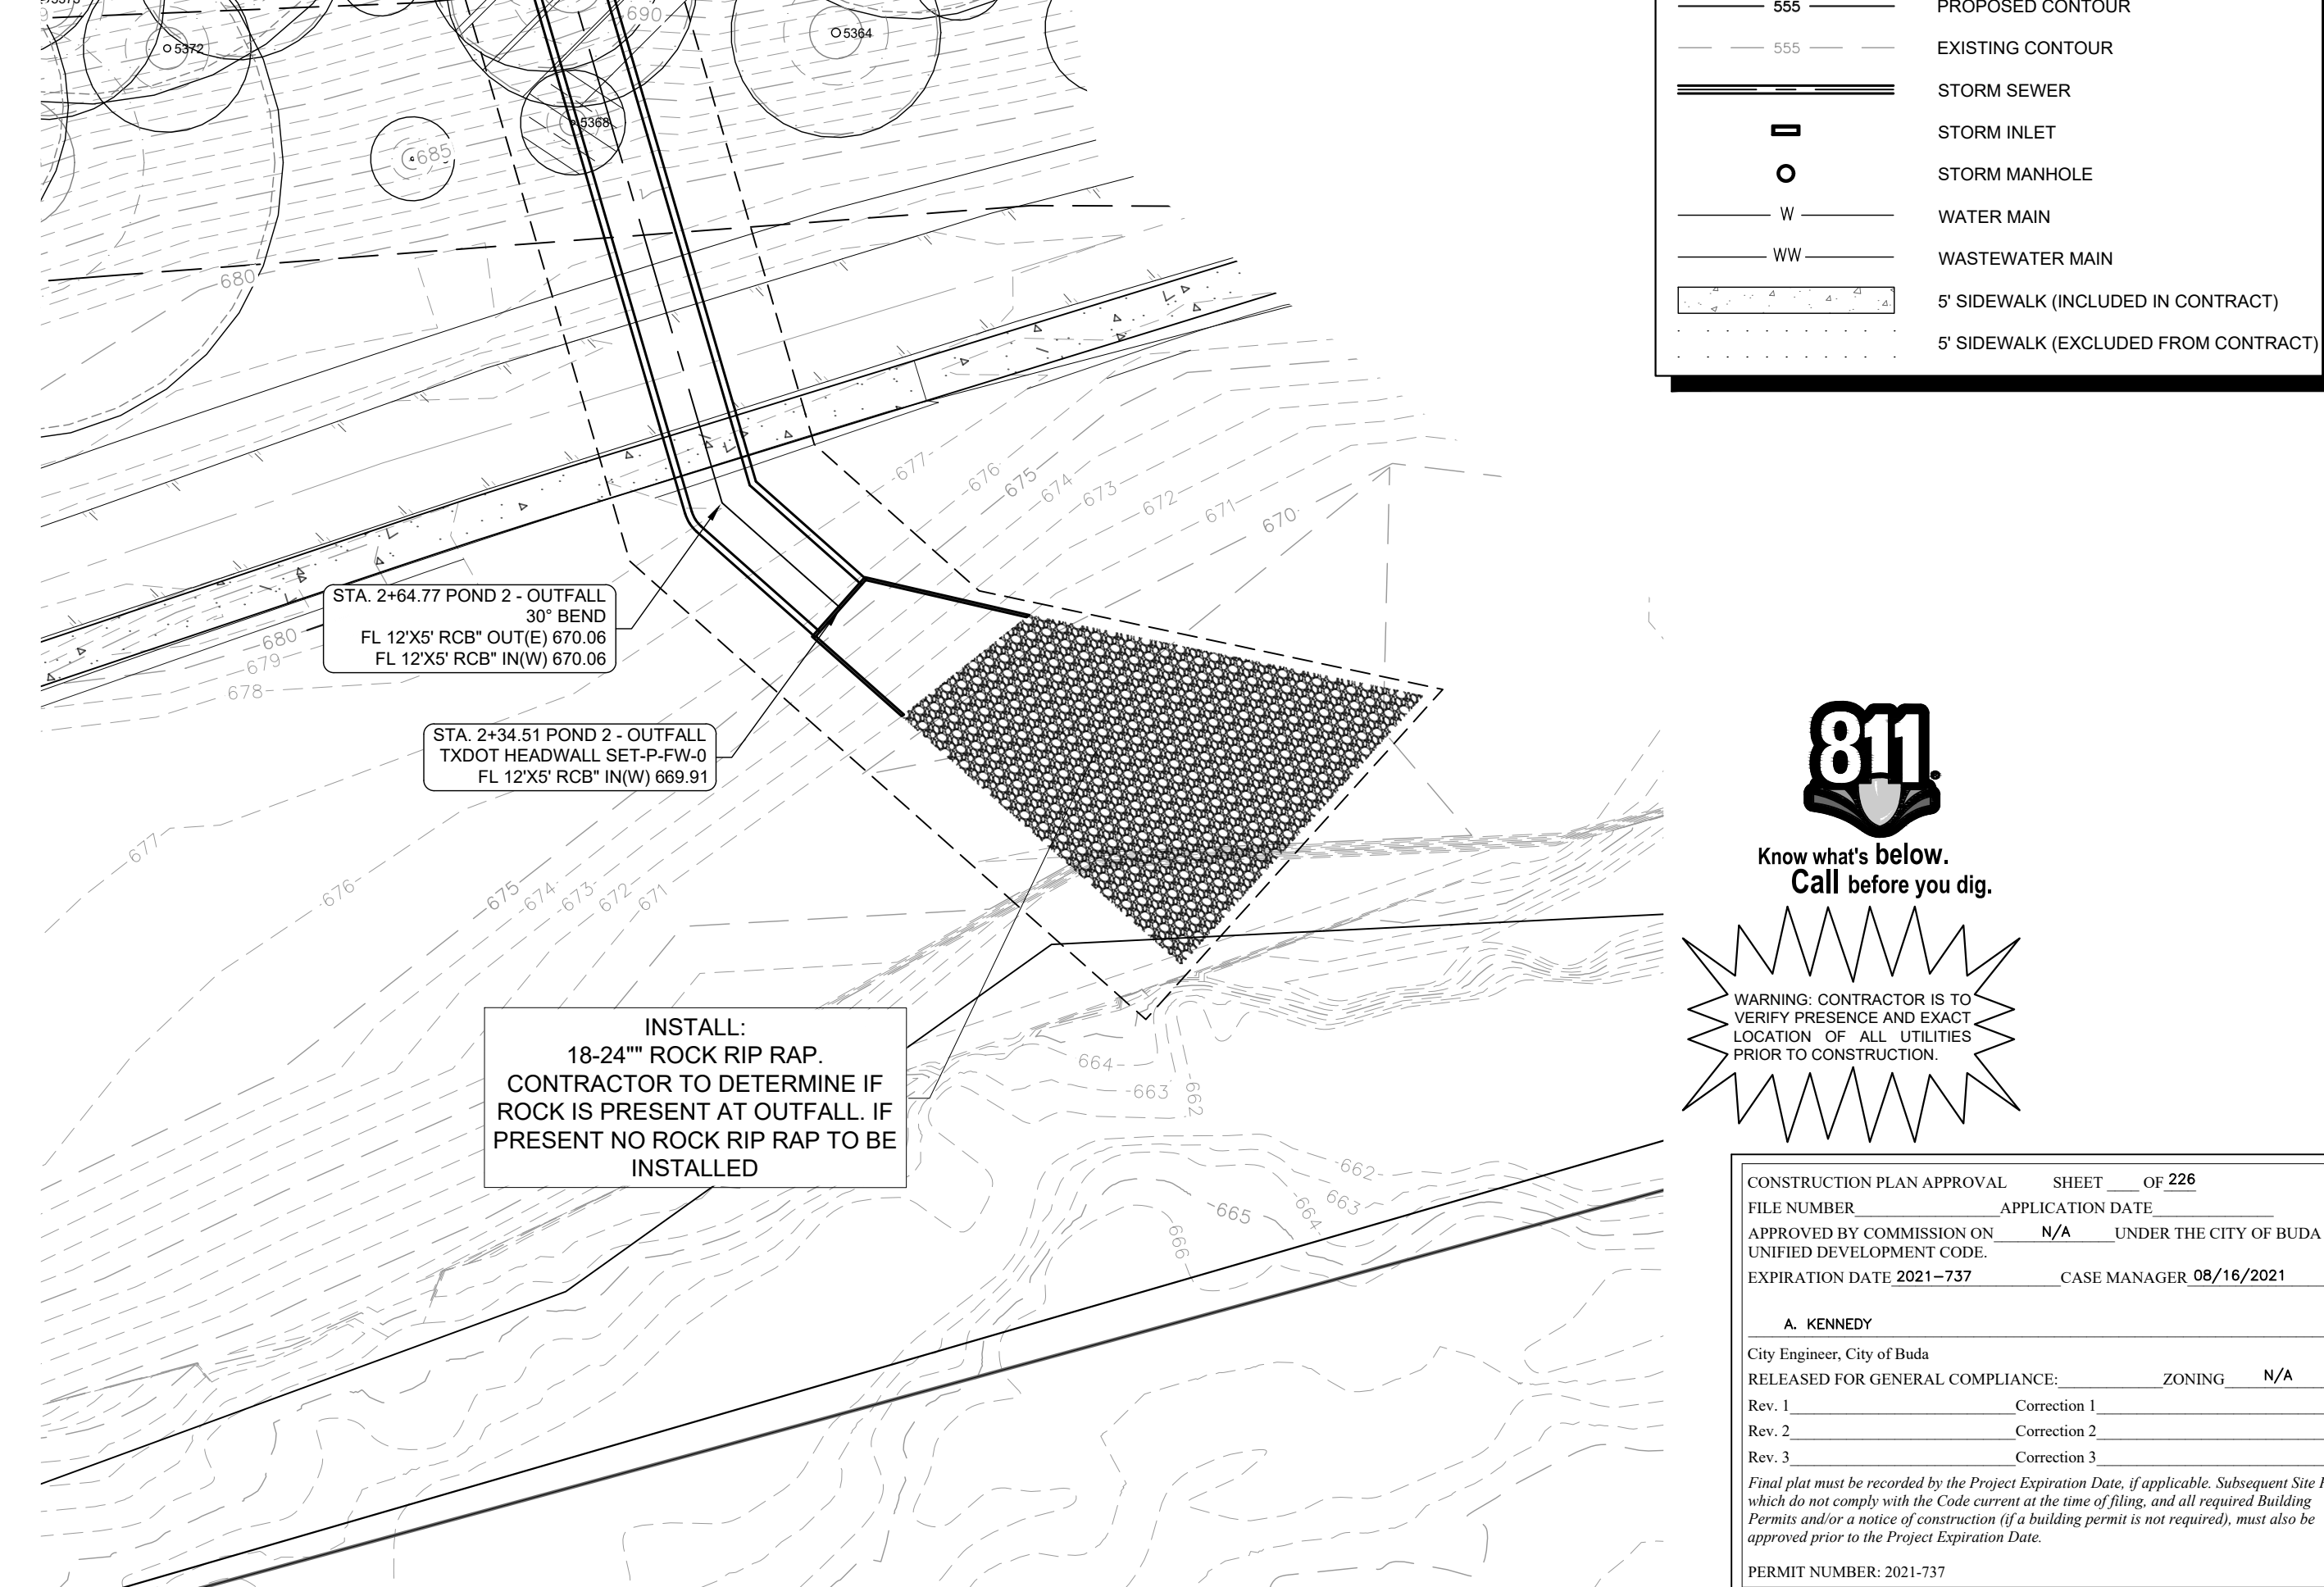 5373
690
5372
5364
5368
685
680
677
676
675
674
673
672
671
670
STA. 2+64.77 POND 2 - OUTFALL
30° BEND
FL 12'X5' RCB" OUT(E) 670.06
FL 12'X5' RCB" IN(W) 670.06
680
679
678
STA. 2+34.51 POND 2 - OUTFALL
TXDOT HEADWALL SET-P-FW-0
FL 12'X5' RCB" IN(W) 669.91
677
676
675
674
673
672
671
INSTALL:
18-24"" ROCK RIP RAP.
CONTRACTOR TO DETERMINE IF
ROCK IS PRESENT AT OUTFALL. IF
PRESENT NO ROCK RIP RAP TO BE
INSTALLED
664
663
662
662
663
664
665
666
555 PROPOSED CONTOUR
555 EXISTING CONTOUR
STORM SEWER
STORM INLET
STORM MANHOLE
W WATER MAIN
WW WASTEWATER MAIN
5' SIDEWALK (INCLUDED IN CONTRACT)
5' SIDEWALK (EXCLUDED FROM CONTRACT)
811®
Know what's below.
Call before you dig.
WARNING: CONTRACTOR IS TO
VERIFY PRESENCE AND EXACT
LOCATION OF ALL UTILITIES
PRIOR TO CONSTRUCTION.
CONSTRUCTION PLAN APPROVAL SHEET ____ OF 226
FILE NUMBER__________________APPLICATION DATE_______________
APPROVED BY COMMISSION ON N/A UNDER THE CITY OF BUDA
UNIFIED DEVELOPMENT CODE.
EXPIRATION DATE 2021-737 CASE MANAGER 08/16/2021
A. KENNEDY
City Engineer, City of Buda
RELEASED FOR GENERAL COMPLIANCE:_____________ZONING N/A
Rev. 1____________________________Correction 1
Rev. 2____________________________Correction 2
Rev. 3____________________________Correction 3
Final plat must be recorded by the Project Expiration Date, if applicable. Subsequent Site
which do not comply with the Code current at the time of filing, and all required Building
Permits and/or a notice of construction (if a building permit is not required), must also be
approved prior to the Project Expiration Date.
PERMIT NUMBER: 2021-737